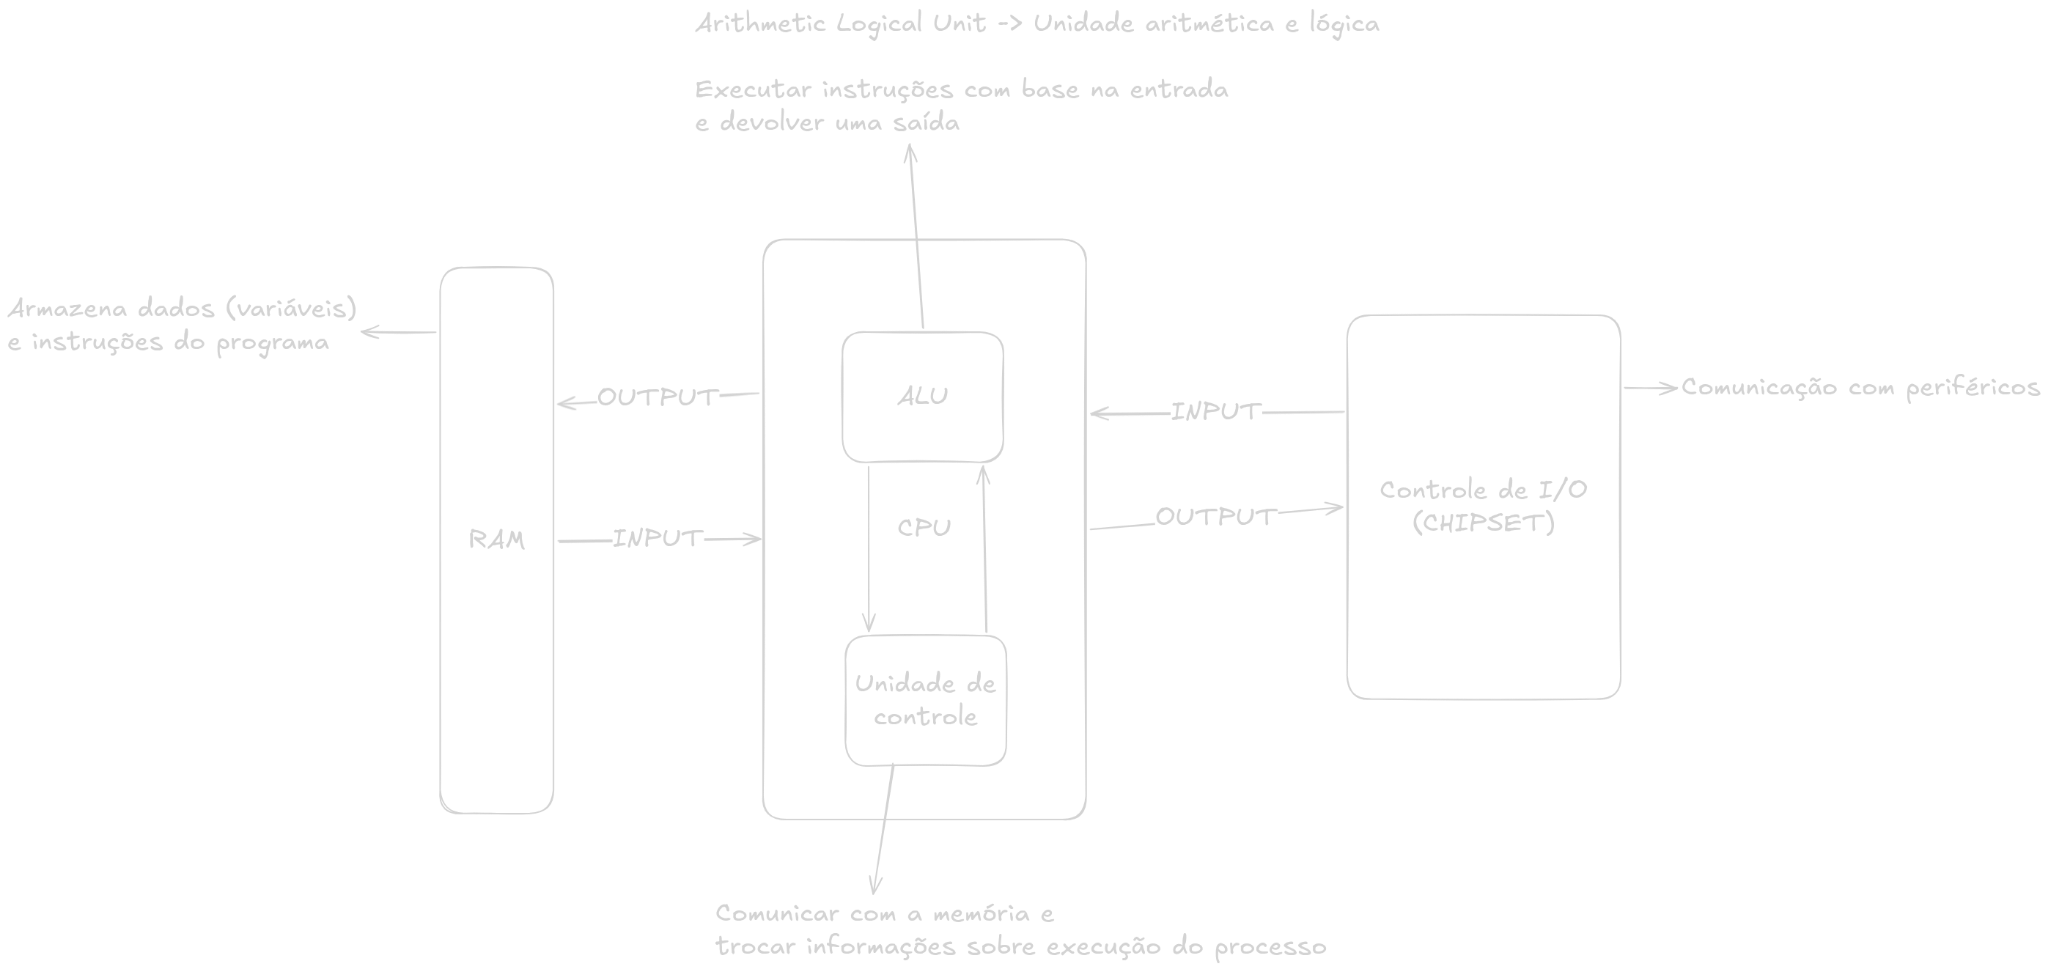 Arithmetic Logical Unit -> Unidade aritmética e lógica
Executar instruções com base na entrada
e devolver uma saída
Armazena dados (variáveis)
e instruções do programa
OUTPUT
ALU
INPUT
Comunicação com periféricos
RAM
INPUT
CPU
OUTPUT
Controle de I/O
(CHIPSET)
Unidade de
controle
Comunicar com a memória e
trocar informações sobre execução do processo